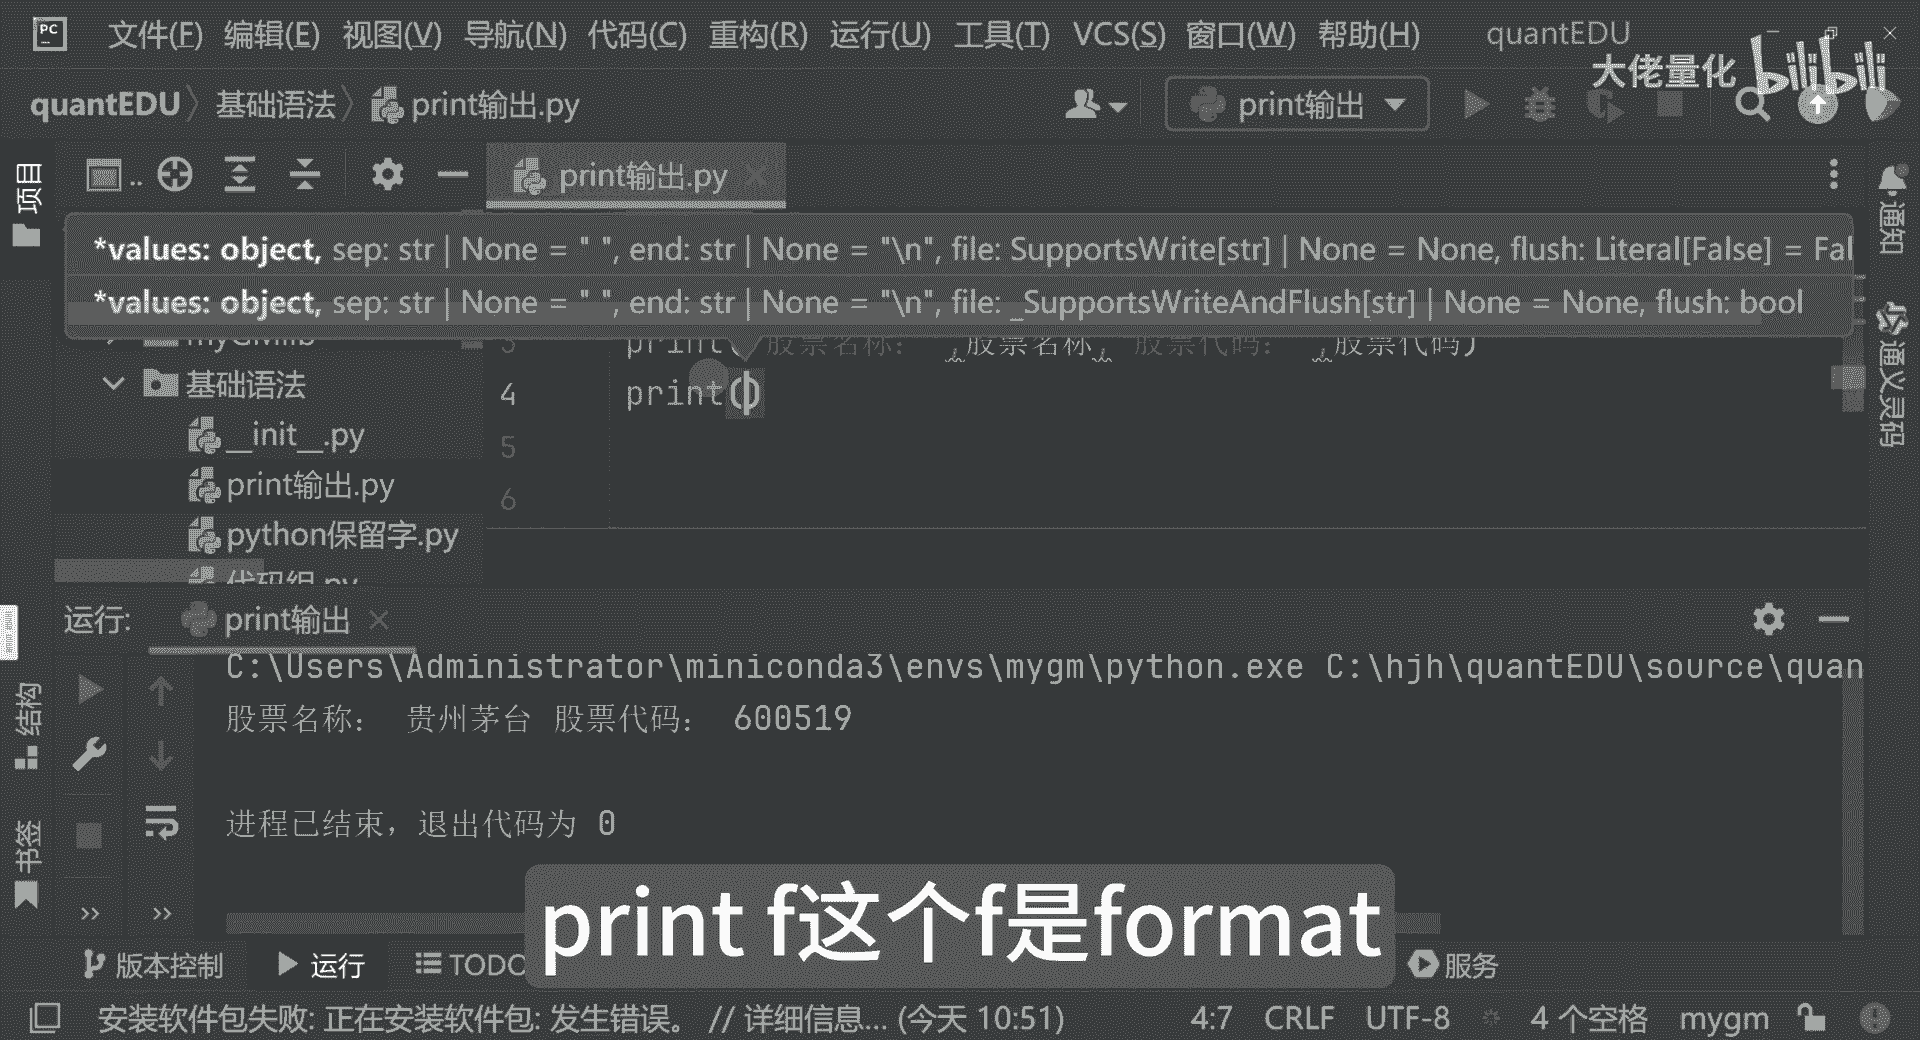 PC 文件(F) 编辑(E) 视图(V) 导航(N) 代码(C) 重构(R) 运行(U) 工具(T) VCS(S) 窗口(W) 帮助(H) quantEDU
大佬量化 bilibili
quantEDU 基础语法 print输出.py print输出
项目
print输出.py
通知
*values: object, sep: str | None = " ", end: str | None = "\n", file: SupportsWrite[str] | None = None, flush: Literal[False] = Fal
*values: object, sep: str | None = " ", end: str | None = "\n", file: _SupportsWriteAndFlush[str] | None = None, flush: bool
3 print( 股票名称： ,股票名称, 股票代码： ,股票代码)
基础语法
4 print()
通义灵码
__init__.py
5
print输出.py
6
python保留字.py
代码组.py
运行: print输出
C:\Users\Administrator\miniconda3\envs\mygm\python.exe C:\hjh\quantEDU\source\quan
股票名称： 贵州茅台 股票代码： 600519
结构
进程已结束，退出代码为 0
书签
print f这个f是format
版本控制 运行 TODO 服务
安装软件包失败: 正在安装软件包: 发生错误。 // 详细信息... (今天 10:51) 4:7 CRLF UTF-8 4 个空格 mygm